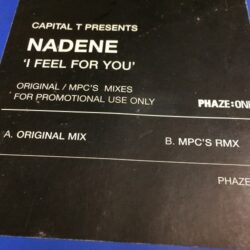 CAPITAL T PRESENTS
NADENE
'I FEEL FOR YOU'
ORIGINAL / MPC'S MIXES
FOR PROMOTIONAL USE ONLY
PHAZE:ONE
A. ORIGINAL MIX
B. MPC'S RMX
PHAZE